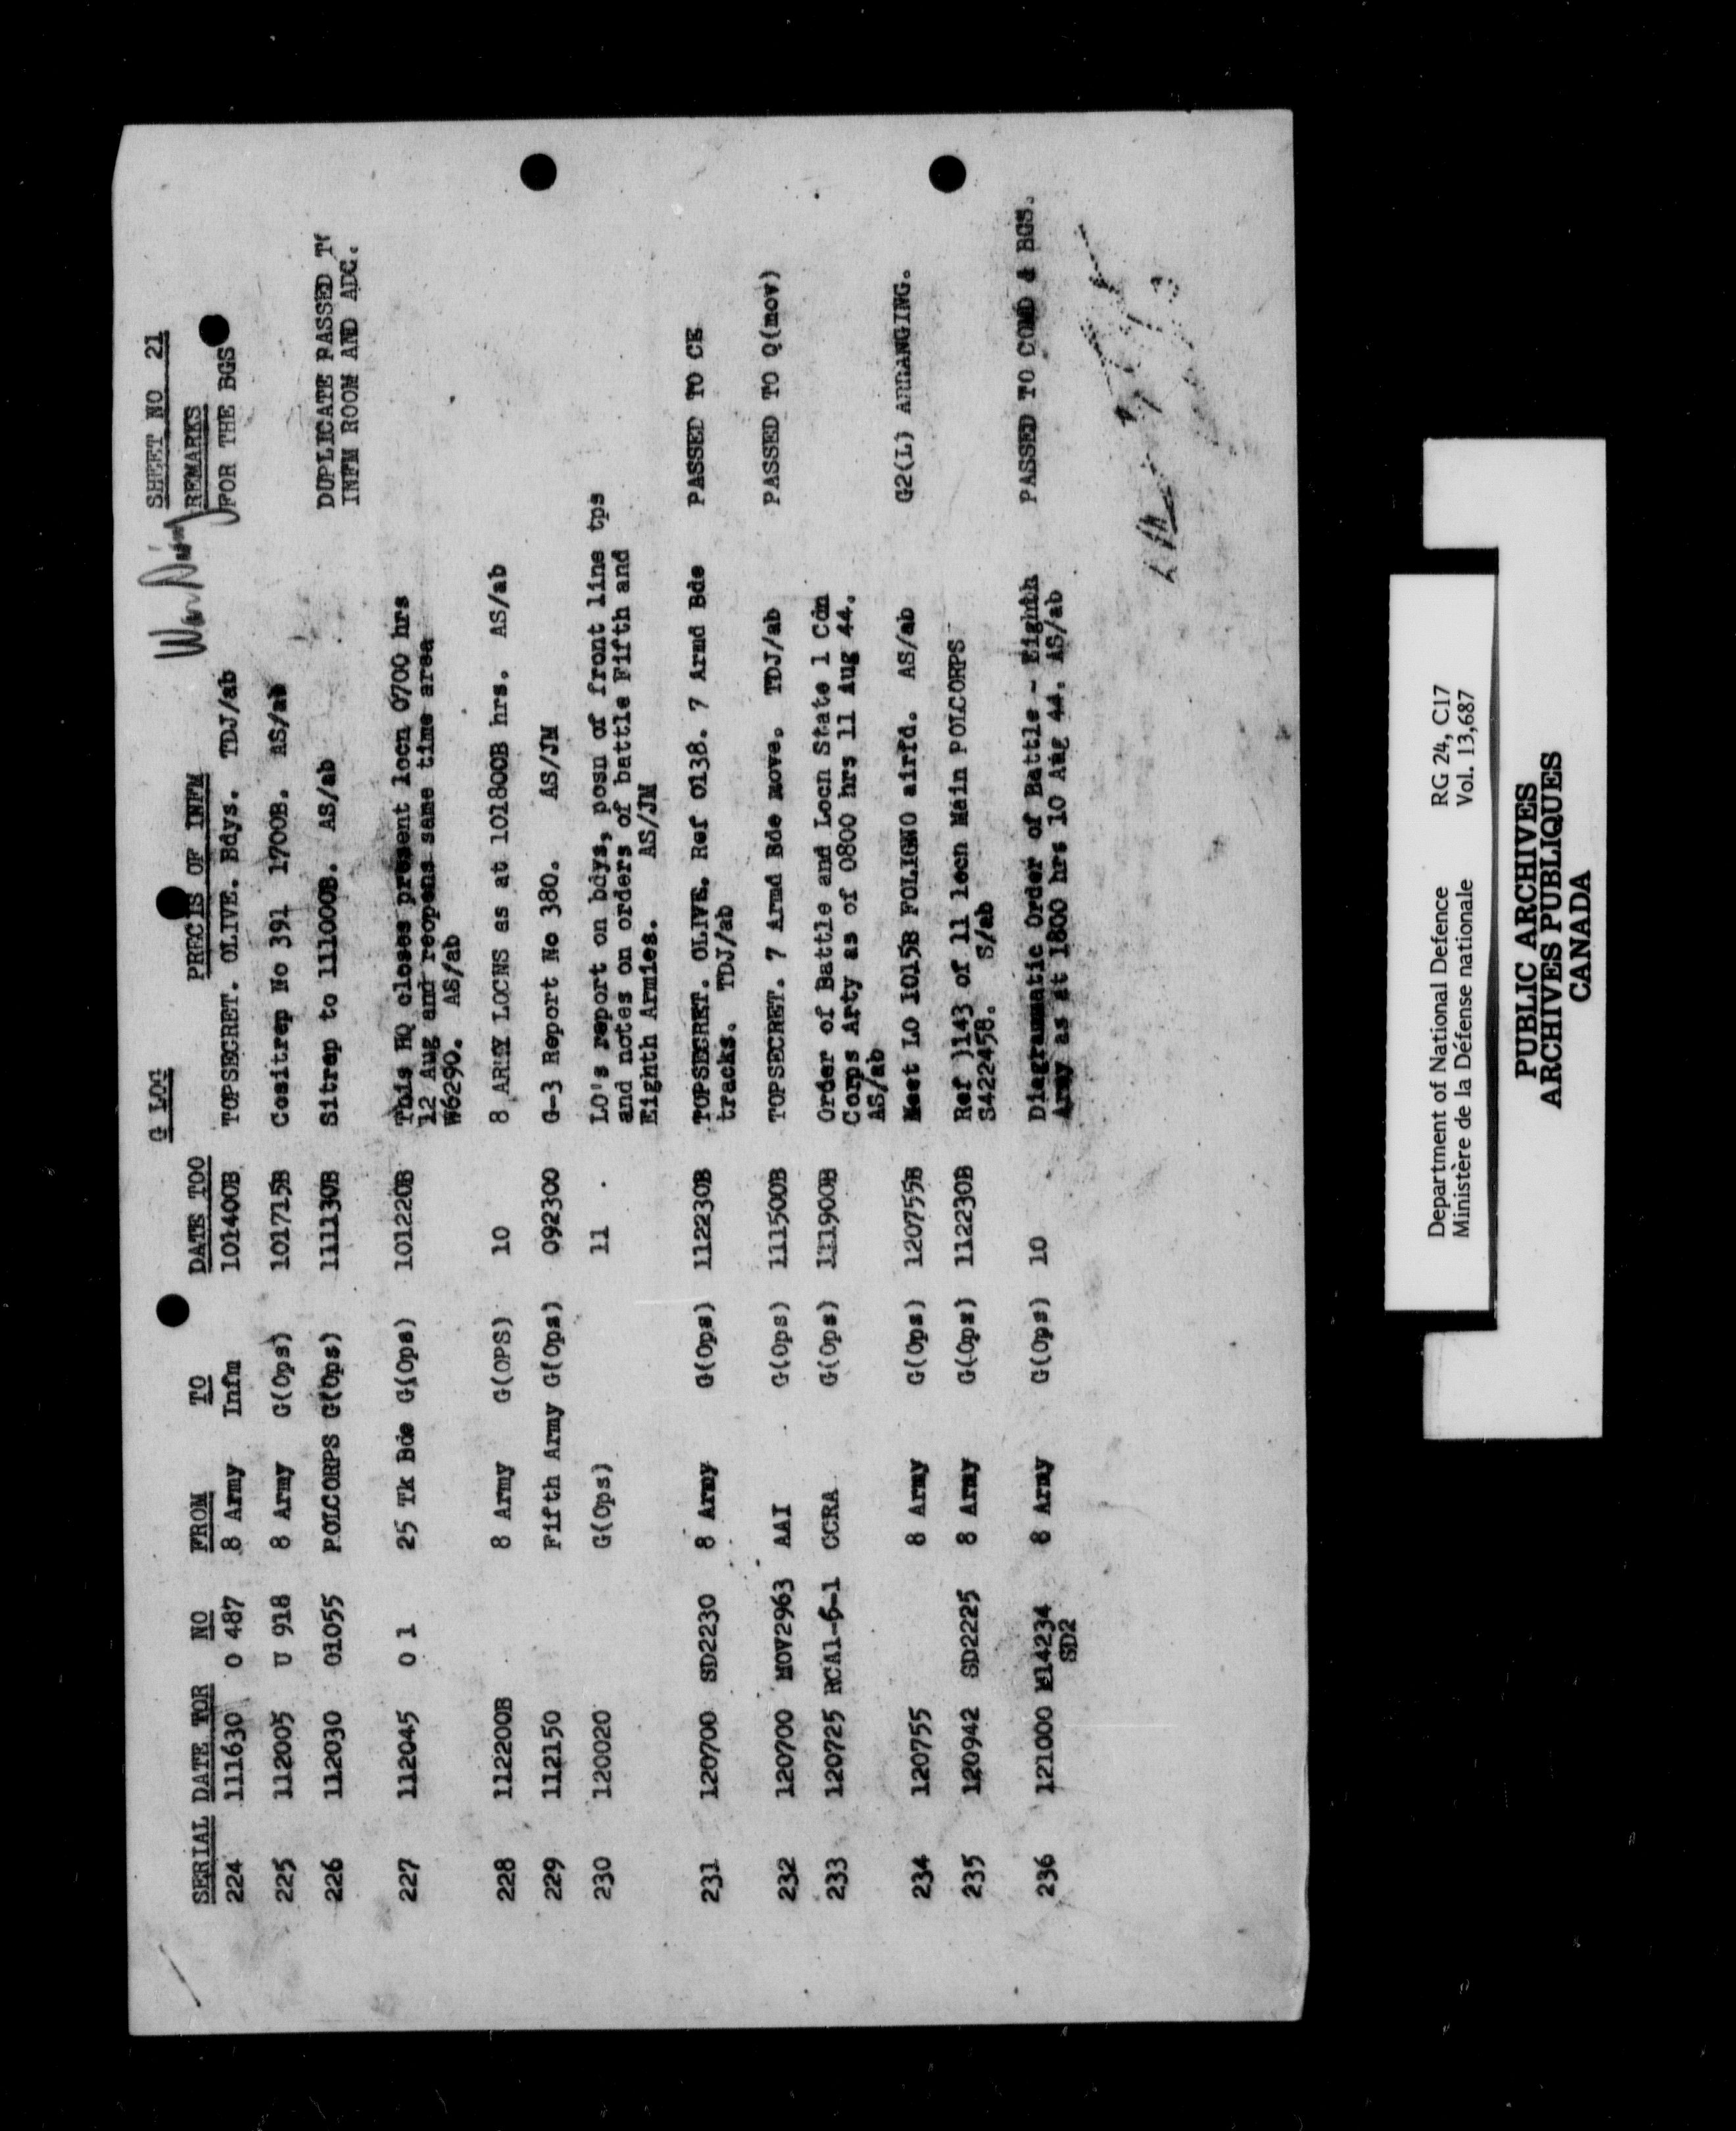 G LOG
SHEET NO 21
SERIAL DATE TOR NO FROM TO DATE TOO PRECIS OF INFM REMARKS
224 111630 O 487 8 Army Infm 101400B TOPSECRET. OLIVE. Bdys. TDJ/ab FOR THE BGS
225 112005 U 918 8 Army G(Ops) 101715B Cositrep No 391 1700B. AS/ab
226 112030 O1055 POLCORPS G(Ops) 111130B Sitrep to 111000B. AS/ab DUPLICATE PASSED
INFM ROOM AND ADC.
227 112045 O 1 25 Tk Bde G(Ops) 101220B This HQ closes present locn 0700 hrs
12 Aug and reopens same time area
W6290. AS/ab
228 112200B 8 Army G(OPS) 10 8 ARMY LOCNS as at 101800B hrs. AS/ab
229 112150 Fifth Army G(Ops) 092300 G-3 Report No 380. AS/JM
230 120020 G(Ops) 11 LO's report on bdys, posn of front line tps
and notes on orders of battle Fifth and
Eighth Armies. AS/JM
231 120700 SD2230 8 Army G(Ops) 112230B TOPSECRET. OLIVE. Ref O138. 7 Armd Bde PASSED TO CE
tracks. TDJ/ab
232 120700 MOV2963 AAI G(Ops) 111500B TOPSECRET. 7 Armd Bde move. TDJ/ab PASSED TO Q(mov)
233 120725 RCA1-6-1 CCRA G(Ops) 111900B Order of Battle and Locn State 1 Cdn
Corps Arty as of 0800 hrs 11 Aug 44.
AS/ab
234 120755 8 Army G(Ops) 120755B Meet LO 1015B FOLIGNO airfd. AS/ab G2(L) ARRANGING.
235 120942 SD2225 8 Army G(Ops) 112230B Ref )1143 of 11 locn Main POLCORPS
S422458. S/ab
236 121000 M14234 8 Army G(Ops) 10 Diagrammatic Order of Battle - Eighth PASSED TO COMD & BGS.
SD2 Army as at 1800 hrs 10 Aug 44. AS/ab
Department of National Defence RG 24, C17
Ministère de la Défense nationale Vol. 13,687
PUBLIC ARCHIVES
ARCHIVES PUBLIQUES
CANADA